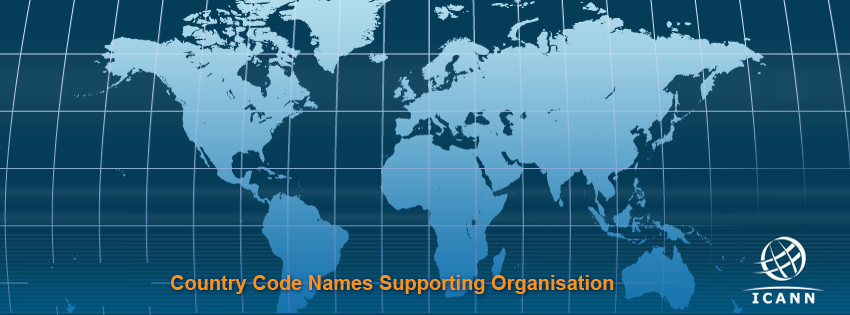 Country Code Names Supporting Organisation
ICANN